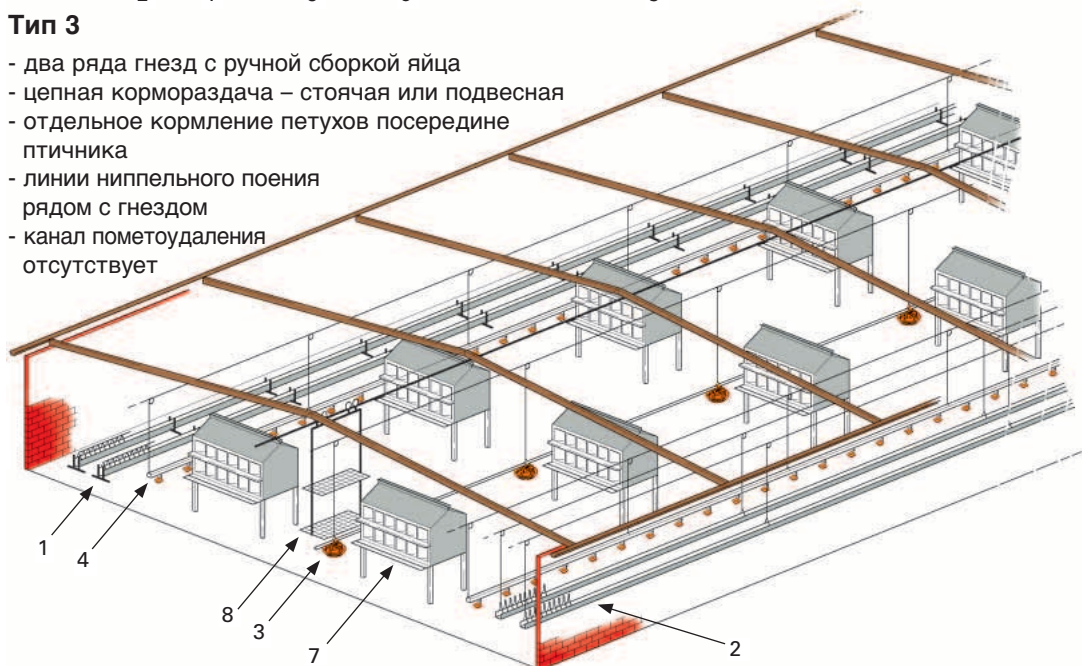 Тип 3
- два ряда гнезд с ручной сборкой яйца
- цепная кормораздача – стоячая или подвесная
- отдельное кормление петухов посередине
птичника
- линии ниппельного поения
рядом с гнездом
- канал пометоудаления
отсутствует
1
4
8
3
7
2